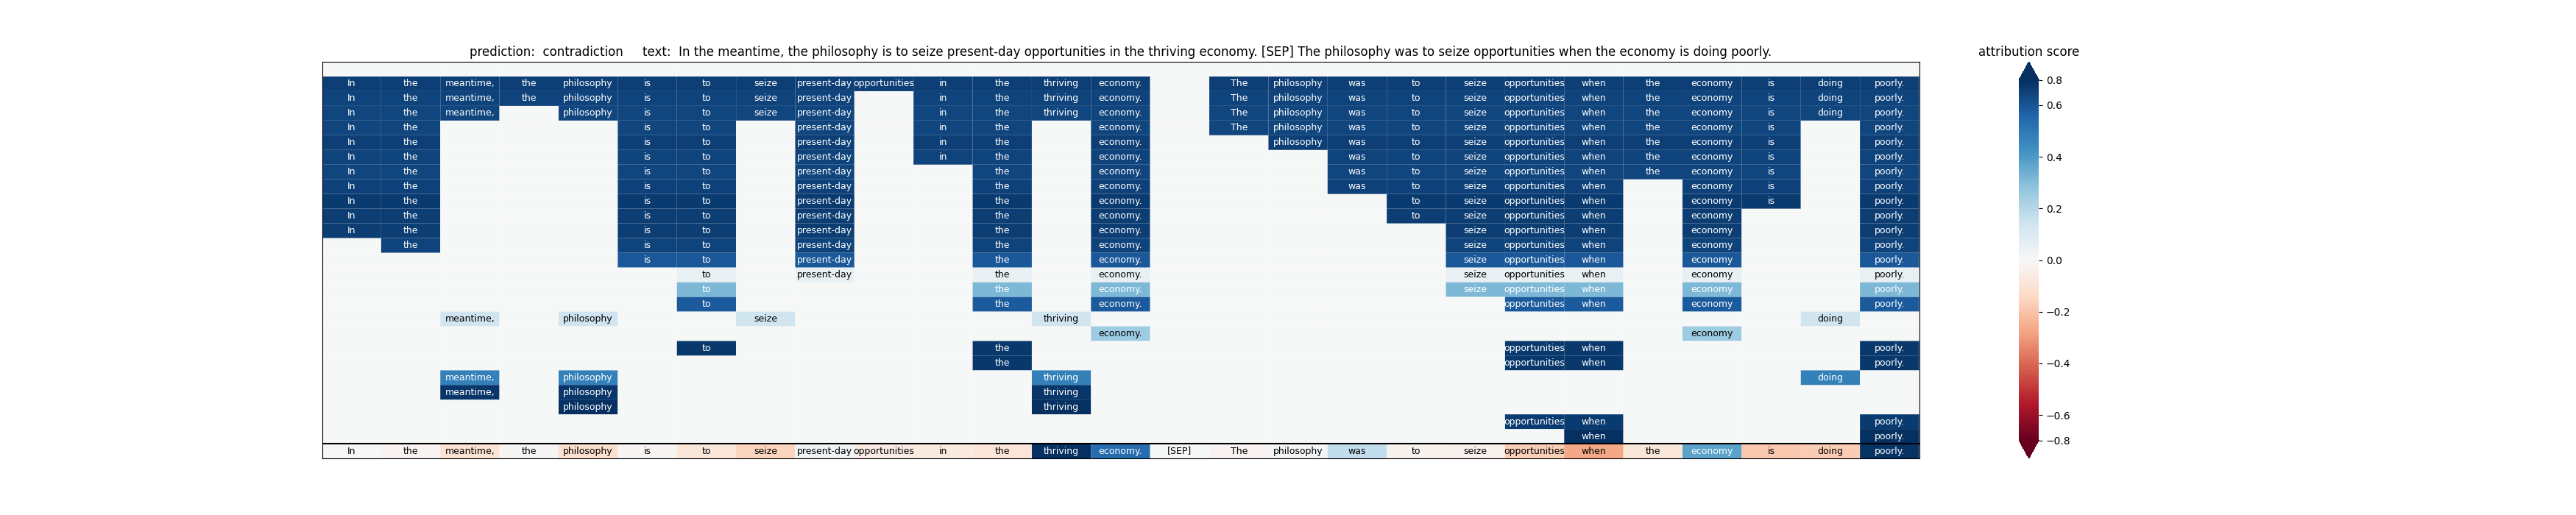 prediction: contradiction text: In the meantime, the philosophy is to seize present-day opportunities in the thriving economy. [SEP] The philosophy was to seize opportunities when the economy is doing poorly.
attribution score
In the meantime, the philosophy is to seize present-day opportunities in the thriving economy. The philosophy was to seize opportunities when the economy is doing poorly.
In the meantime, the philosophy is to seize present-day in the thriving economy. The philosophy was to seize opportunities when the economy is doing poorly.
In the meantime, philosophy is to seize present-day in the thriving economy. The philosophy was to seize opportunities when the economy is doing poorly.
In the is to present-day in the economy. The philosophy was to seize opportunities when the economy is poorly.
In the is to present-day in the economy. philosophy was to seize opportunities when the economy is poorly.
In the is to present-day in the economy. was to seize opportunities when the economy is poorly.
In the is to present-day the economy. was to seize opportunities when the economy is poorly.
In the is to present-day the economy. was to seize opportunities when economy is poorly.
In the is to present-day the economy. to seize opportunities when economy is poorly.
In the is to present-day the economy. to seize opportunities when economy poorly.
In the is to present-day the economy. seize opportunities when economy poorly.
the is to present-day the economy. seize opportunities when economy poorly.
is to present-day the economy. seize opportunities when economy poorly.
to present-day the economy. seize opportunities when economy poorly.
to the economy. seize opportunities when economy poorly.
to the economy. opportunities when economy poorly.
meantime, philosophy seize thriving doing
economy. economy
to the opportunities when poorly.
the opportunities when poorly.
meantime, philosophy thriving doing
meantime, philosophy thriving
philosophy thriving
opportunities when poorly.
when poorly.
In the meantime, the philosophy is to seize present-day opportunities in the thriving economy. [SEP] The philosophy was to seize opportunities when the economy is doing poorly.
0.8
0.6
0.4
0.2
0.0
−0.2
−0.4
−0.6
−0.8